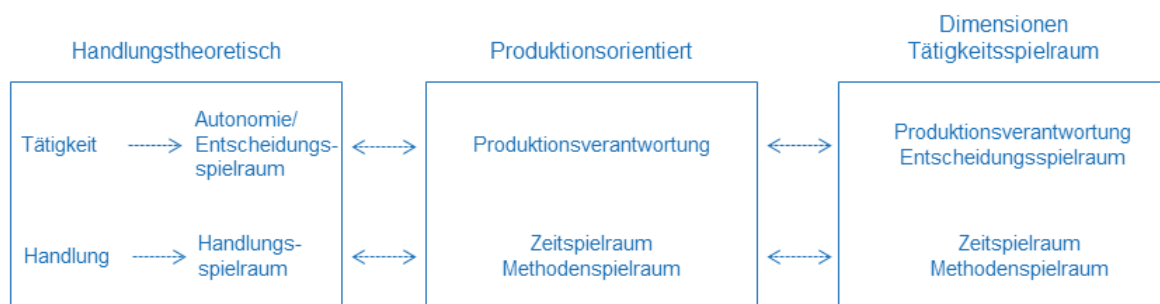 Handlungstheoretisch
Produktionsorientiert
Dimensionen
Tätigkeitsspielraum
Tätigkeit
Autonomie/
Entscheidungs-
spielraum
Produktionsverantwortung
Produktionsverantwortung
Entscheidungsspielraum
Handlung
Handlungs-
spielraum
Zeitspielraum
Methodenspielraum
Zeitspielraum
Methodenspielraum